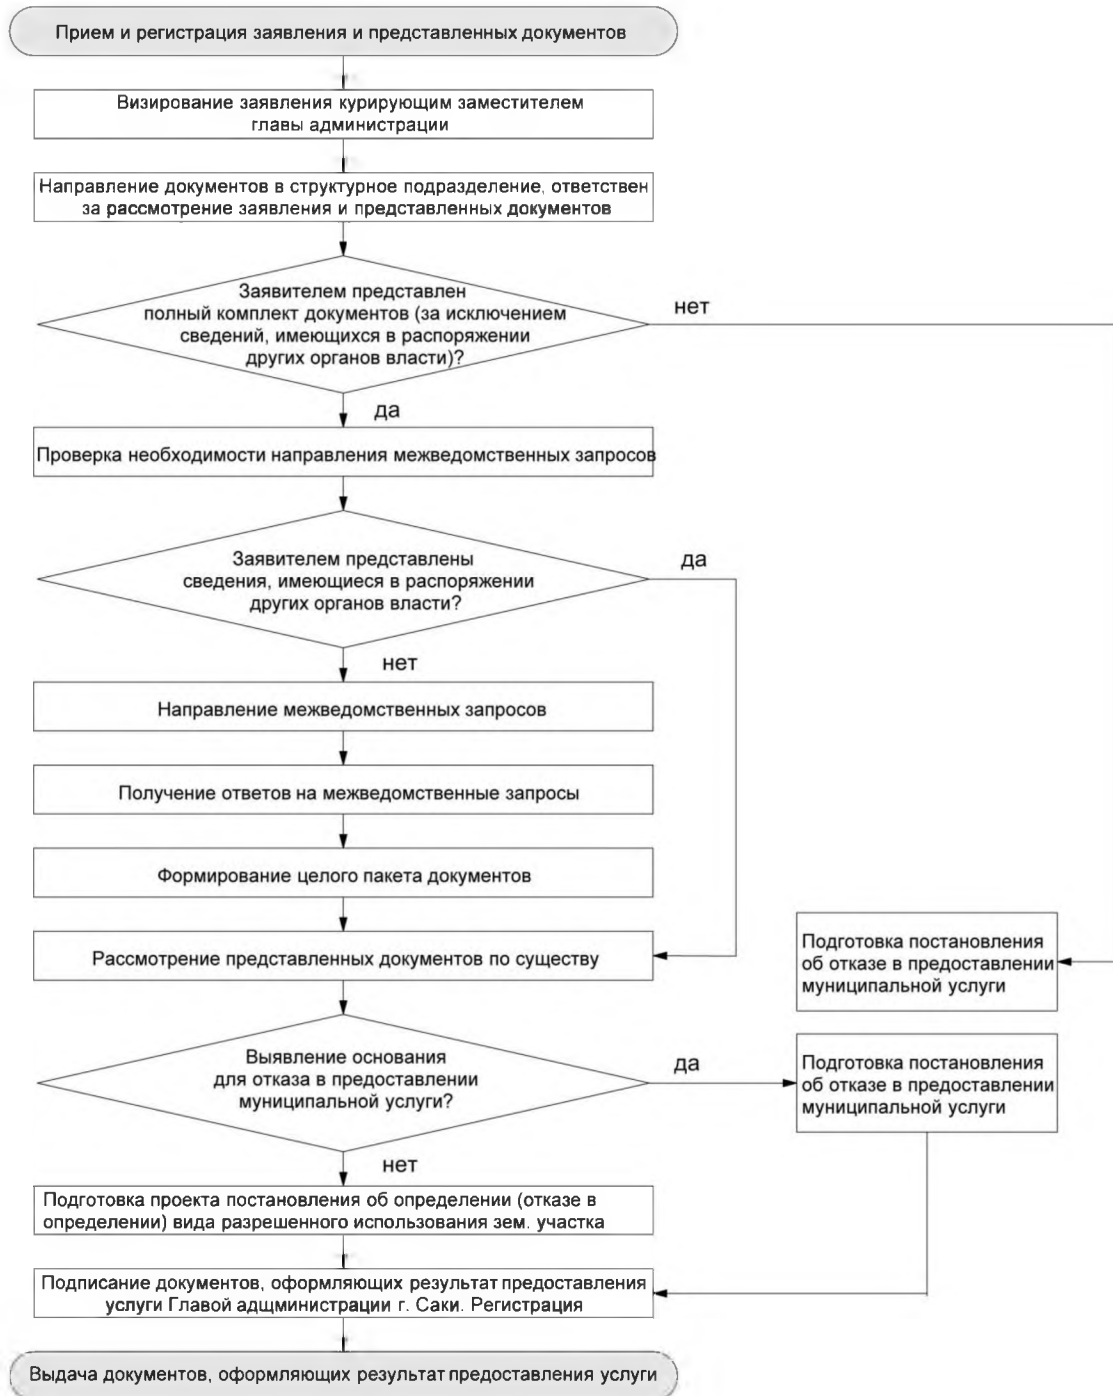 Прием и регистрация заявления и представленных документов
Визирование заявления курирующим заместителем
главы администрации
Направление документов в структурное подразделение, ответствен
за рассмотрение заявления и представленных документов
Заявителем представлен
полный комплект документов (за исключением
сведений, имеющихся в распоряжении
других органов власти)?
нет
да
Проверка необходимости направления межведомственных запросов
Заявителем представлены
сведения, имеющиеся в распоряжении
других органов власти?
да
нет
Направление межведомственных запросов
Получение ответов на межведомственные запросы
Формирование целого пакета документов
Рассмотрение представленных документов по существу
Подготовка постановления
об отказе в предоставлении
муниципальной услуги
Выявление основания
для отказа в предоставлении
муниципальной услуги?
да
Подготовка постановления
об отказе в предоставлении
муниципальной услуги
нет
Подготовка проекта постановления об определении (отказе в
определении) вида разрешенного использования зем. участка
Подписание документов, оформляющих результат предоставления
услуги Главой адщминистрации г. Саки. Регистрация
Выдача документов, оформляющих результат предоставления услуги